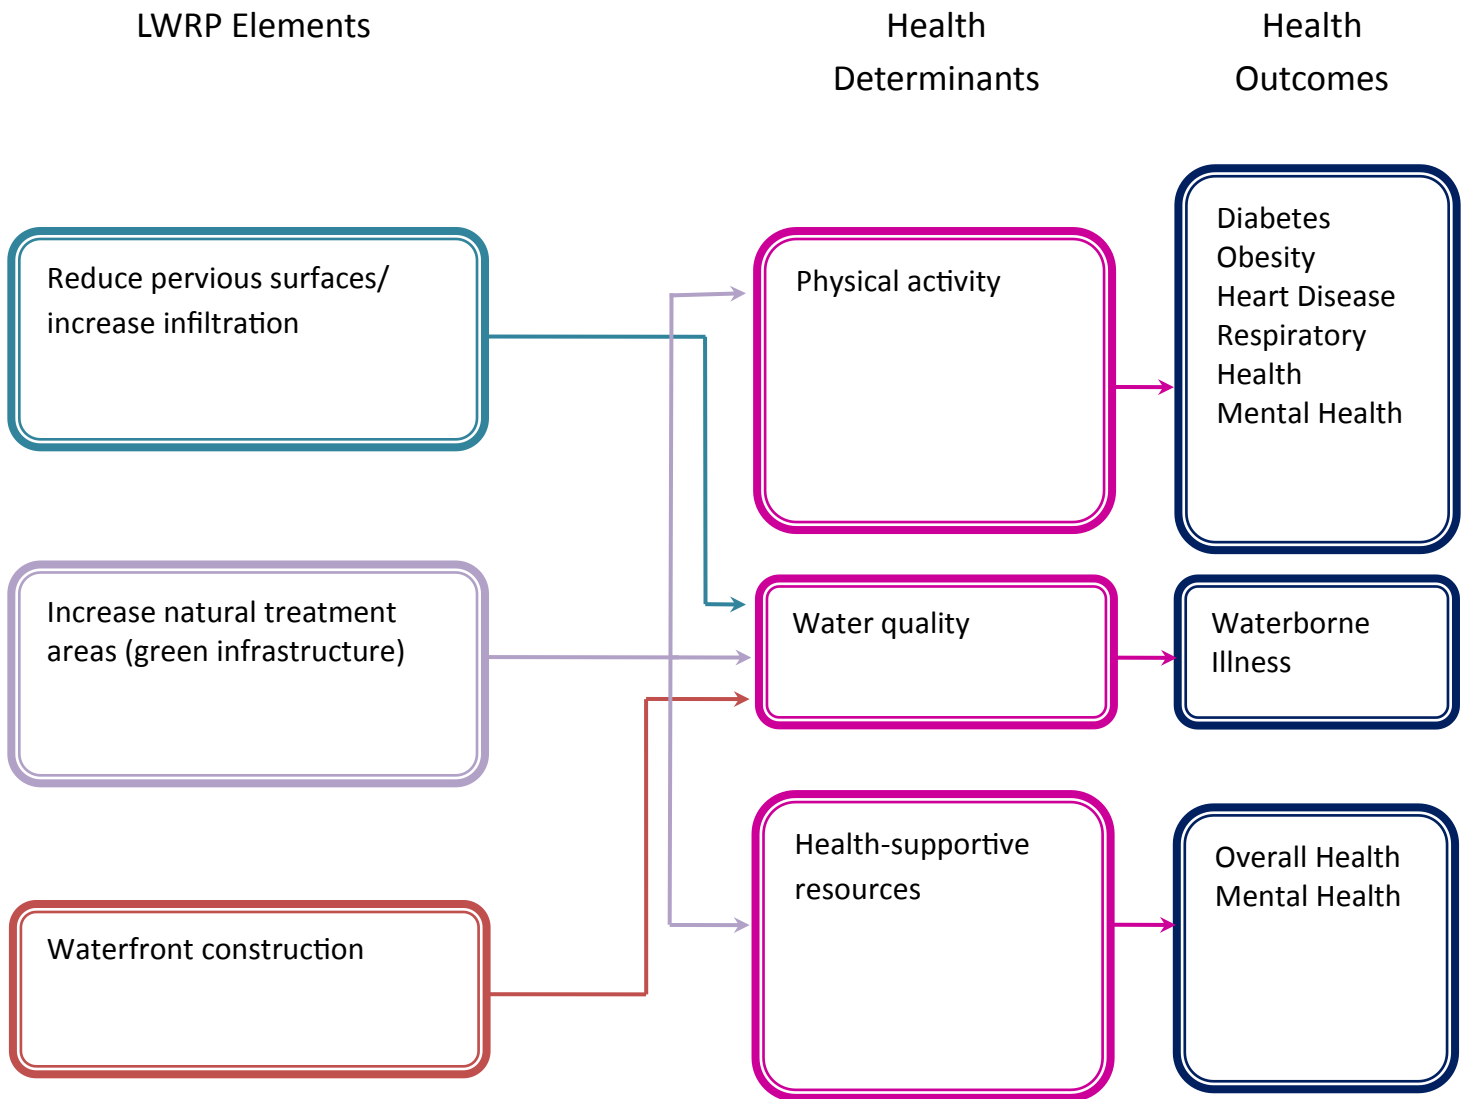 LWRP Elements
Health
Determinants
Health
Outcomes
Reduce pervious surfaces/
increase infiltration
Increase natural treatment
areas (green infrastructure)
Waterfront construction
Physical activity
Water quality
Health-supportive
resources
Diabetes
Obesity
Heart Disease
Respiratory
Health
Mental Health
Waterborne
Illness
Overall Health
Mental Health